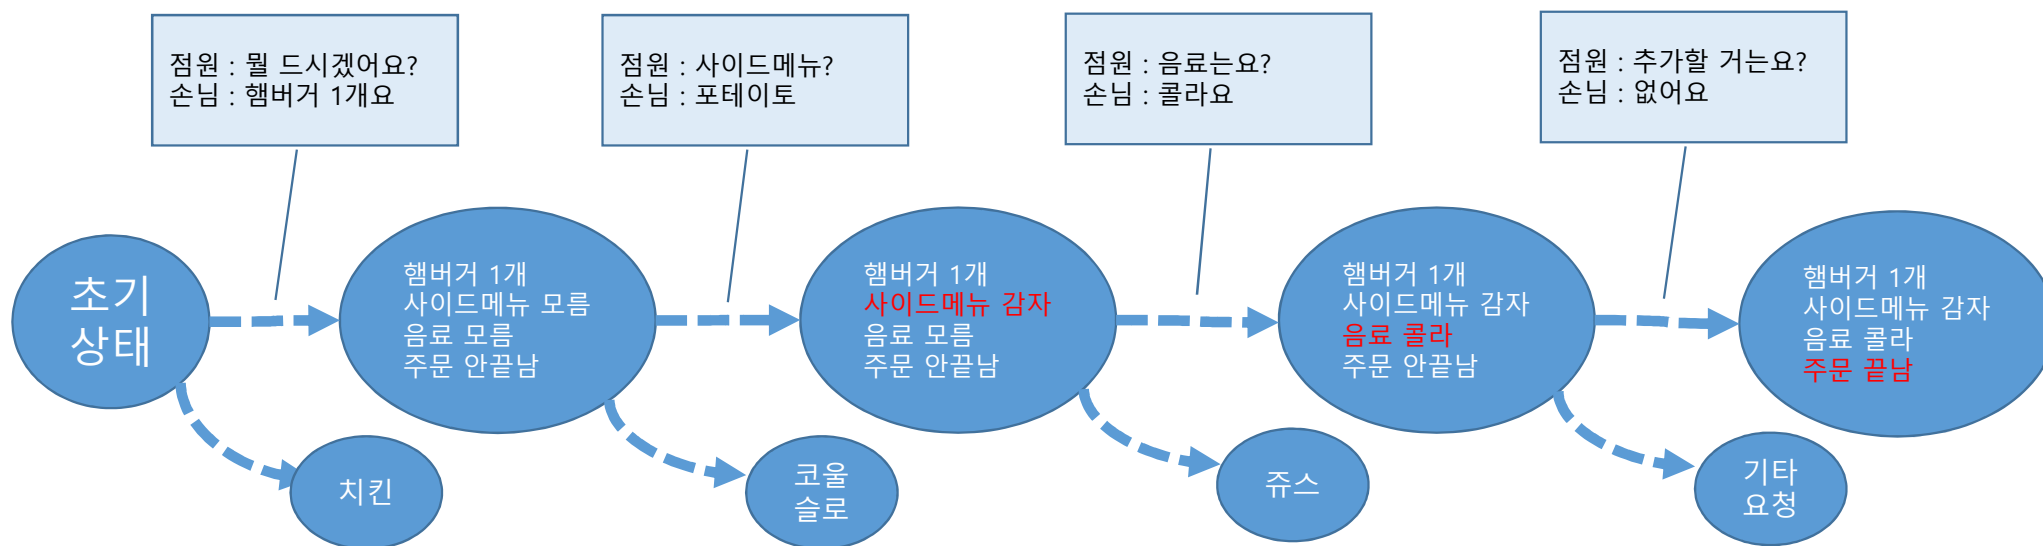 점원 : 뭘 드시겠어요?
손님 : 햄버거 1개요
점원 : 사이드메뉴?
손님 : 포테이토
점원 : 음료는요?
손님 : 콜라요
점원 : 추가할 거는요?
손님 : 없어요
초기
상태
햄버거 1개
사이드메뉴 모름
음료 모름
주문 안끝남
햄버거 1개
사이드메뉴 감자
음료 모름
주문 안끝남
햄버거 1개
사이드메뉴 감자
음료 콜라
주문 안끝남
햄버거 1개
사이드메뉴 감자
음료 콜라
주문 끝남
치킨
코울
슬로
쥬스
기타
요청